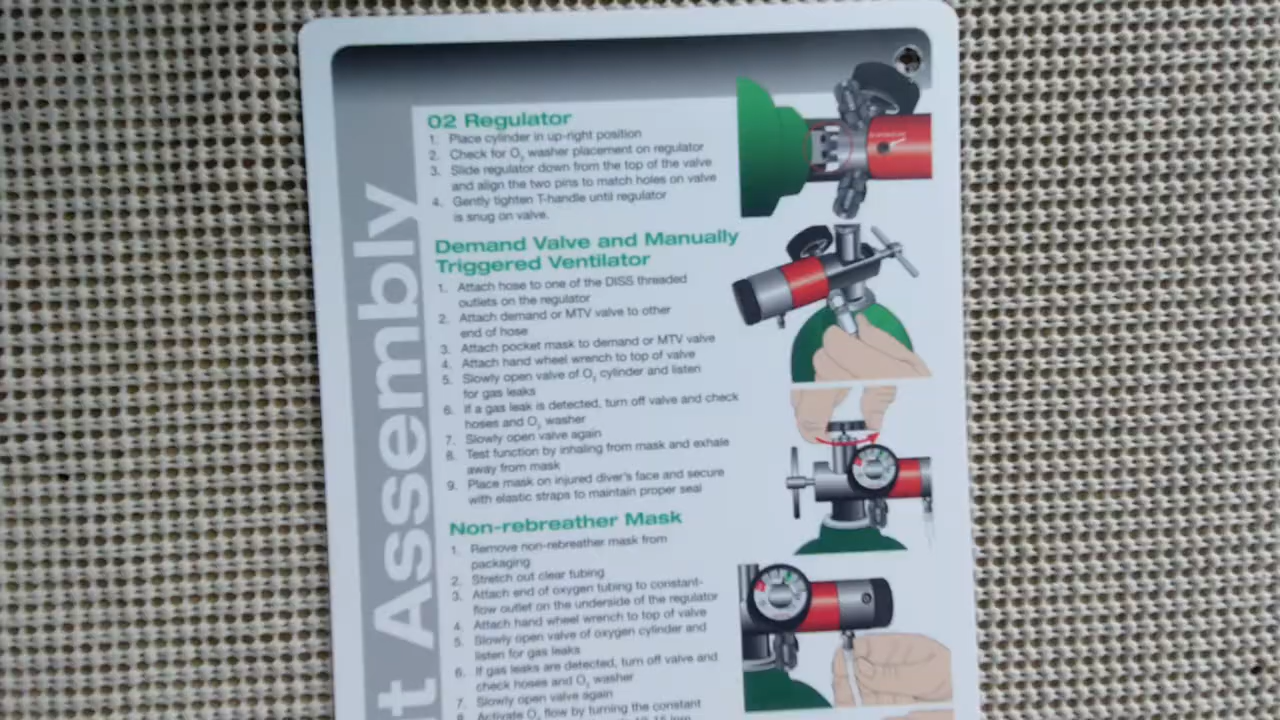 02 Regulator
1. Place cylinder in up-right position
2. Check for O2 washer placement on regulator
3. Slide regulator down from the top of the valve
and align the two pins to match holes on valve
4. Gently tighten T-handle until regulator
is snug on valve.
Demand Valve and Manually
Triggered Ventilator
1. Attach hose to one of the DISS threaded
outlets on the regulator
2. Attach demand or MTV valve to other
end of hose
3. Attach pocket mask to demand or MTV valve
4. Attach hand wheel wrench to top of valve
5. Slowly open valve of O2 cylinder and listen
for gas leaks
6. If a gas leak is detected, turn off valve and check
hoses and O2 washer
7. Slowly open valve again
8. Test function by inhaling from mask and exhale
away from mask
9. Place mask on injured diver's face and secure
with elastic straps to maintain proper seal
Non-rebreather Mask
1. Remove non-rebreather mask from
packaging
2. Stretch out clear tubing
3. Attach end of oxygen tubing to constant-
flow outlet on the underside of the regulator
4. Attach hand wheel wrench to top of valve
5. Slowly open valve of oxygen cylinder and
listen for gas leaks
6. If gas leaks are detected, turn off valve and
check hoses and O2 washer
7. Slowly open valve again
8. Activate O2 flow by turning the constant
it Assembly